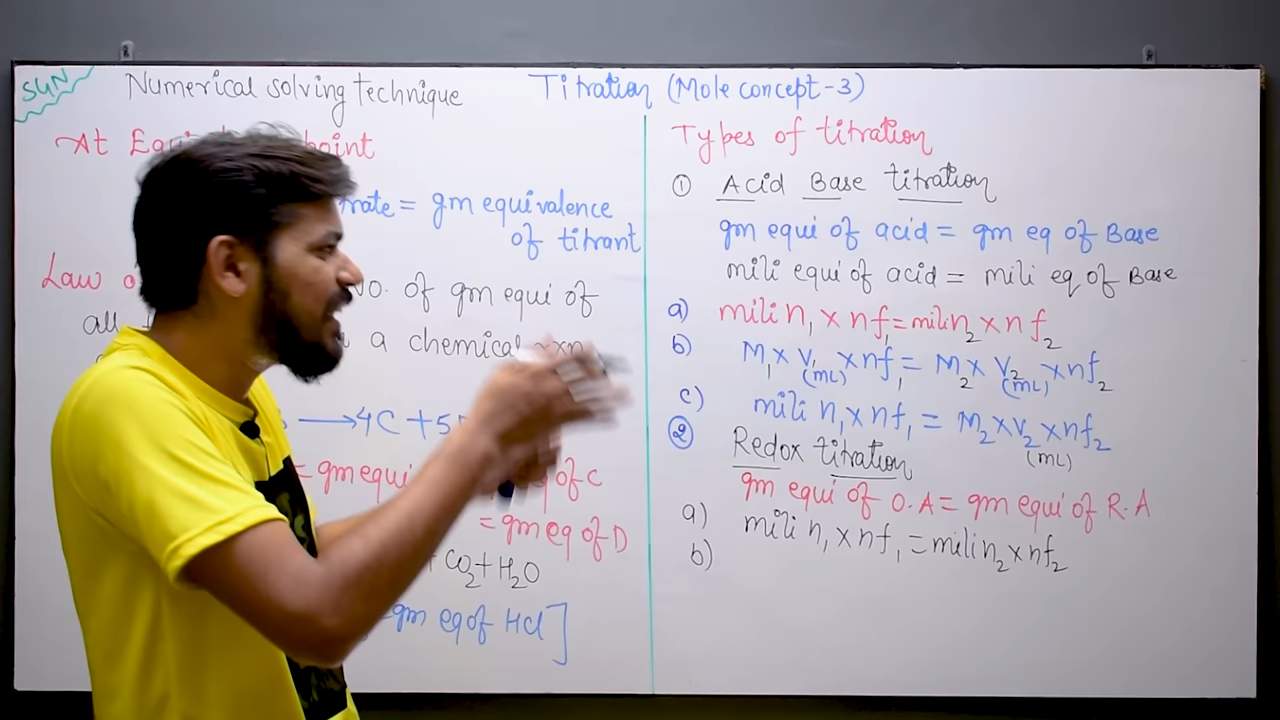 SGN
Numerical solving technique Titration (Mole concept-3)
At point
rate = gm equivalence
of titrant
Law
No. of gm equi of
all
a chemical
→ 4C + 5
= gm equi of C
= gm eq of D
+ CO2 + H2O
gm eq of HCl]
Types of titration
① Acid Base titration
gm equi of acid = gm eq of Base
mili equi of acid = mili eq of Base
a) mili n1 × nf1 = mili n2 × nf2
b) M1 × V1 (mL) × nf1 = M2 × V2 (mL) × nf2
c) mili n1 × nf1 = M2 × V2 × nf2
(mL)
② Redox titration
gm equi of O.A = gm equi of R.A
a) mili n1 × nf1 = mili n2 × nf2
b)